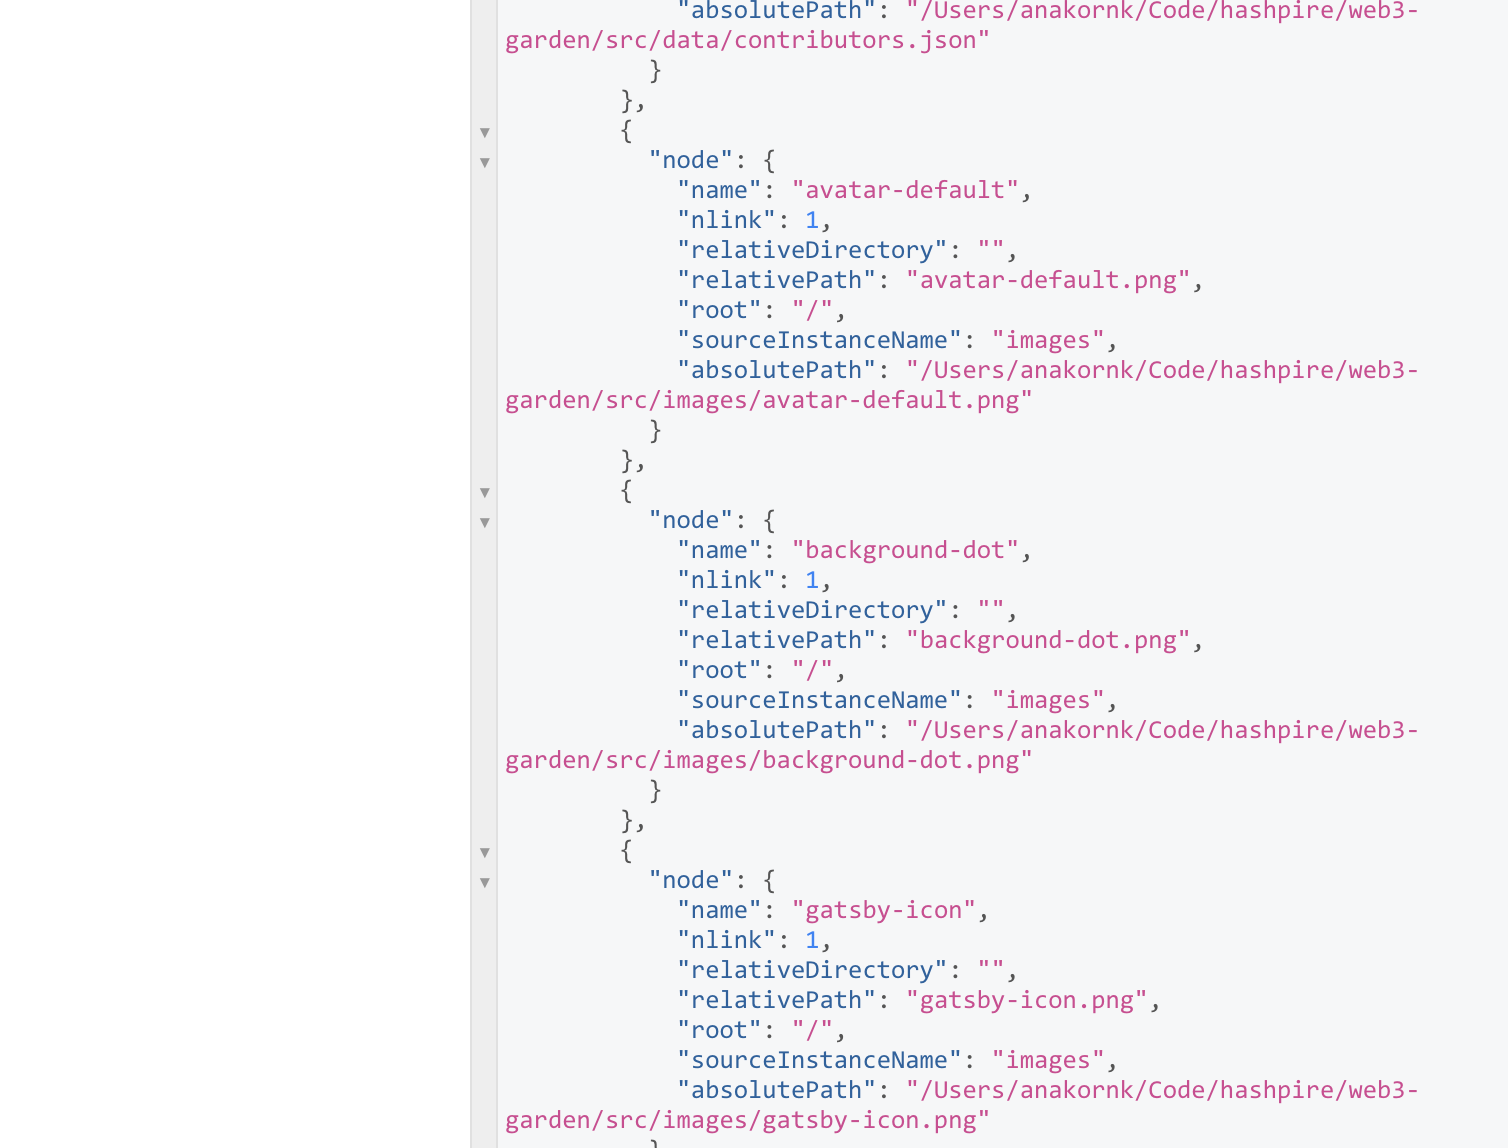 "absolutePath": "/Users/anakornk/Code/hashpire/web3-
garden/src/data/contributors.json"
}
},
{
"node": {
"name": "avatar-default",
"nlink": 1,
"relativeDirectory": "",
"relativePath": "avatar-default.png",
"root": "/",
"sourceInstanceName": "images",
"absolutePath": "/Users/anakornk/Code/hashpire/web3-
garden/src/images/avatar-default.png"
}
},
{
"node": {
"name": "background-dot",
"nlink": 1,
"relativeDirectory": "",
"relativePath": "background-dot.png",
"root": "/",
"sourceInstanceName": "images",
"absolutePath": "/Users/anakornk/Code/hashpire/web3-
garden/src/images/background-dot.png"
}
},
{
"node": {
"name": "gatsby-icon",
"nlink": 1,
"relativeDirectory": "",
"relativePath": "gatsby-icon.png",
"root": "/",
"sourceInstanceName": "images",
"absolutePath": "/Users/anakornk/Code/hashpire/web3-
garden/src/images/gatsby-icon.png"
}